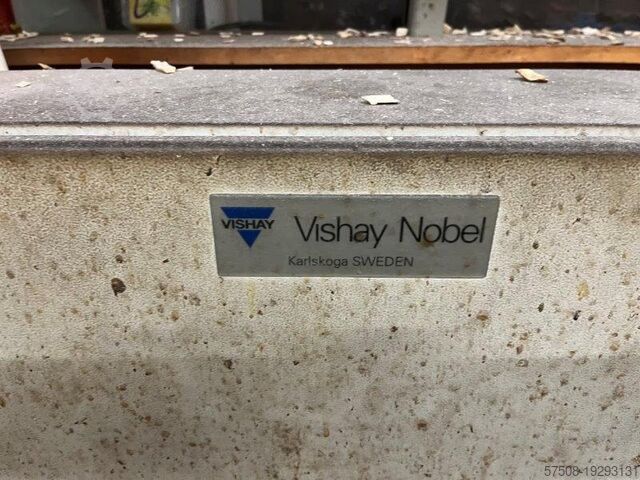 VISHAY
Vishay Nobel
Karlskoga SWEDEN
57508-19293131